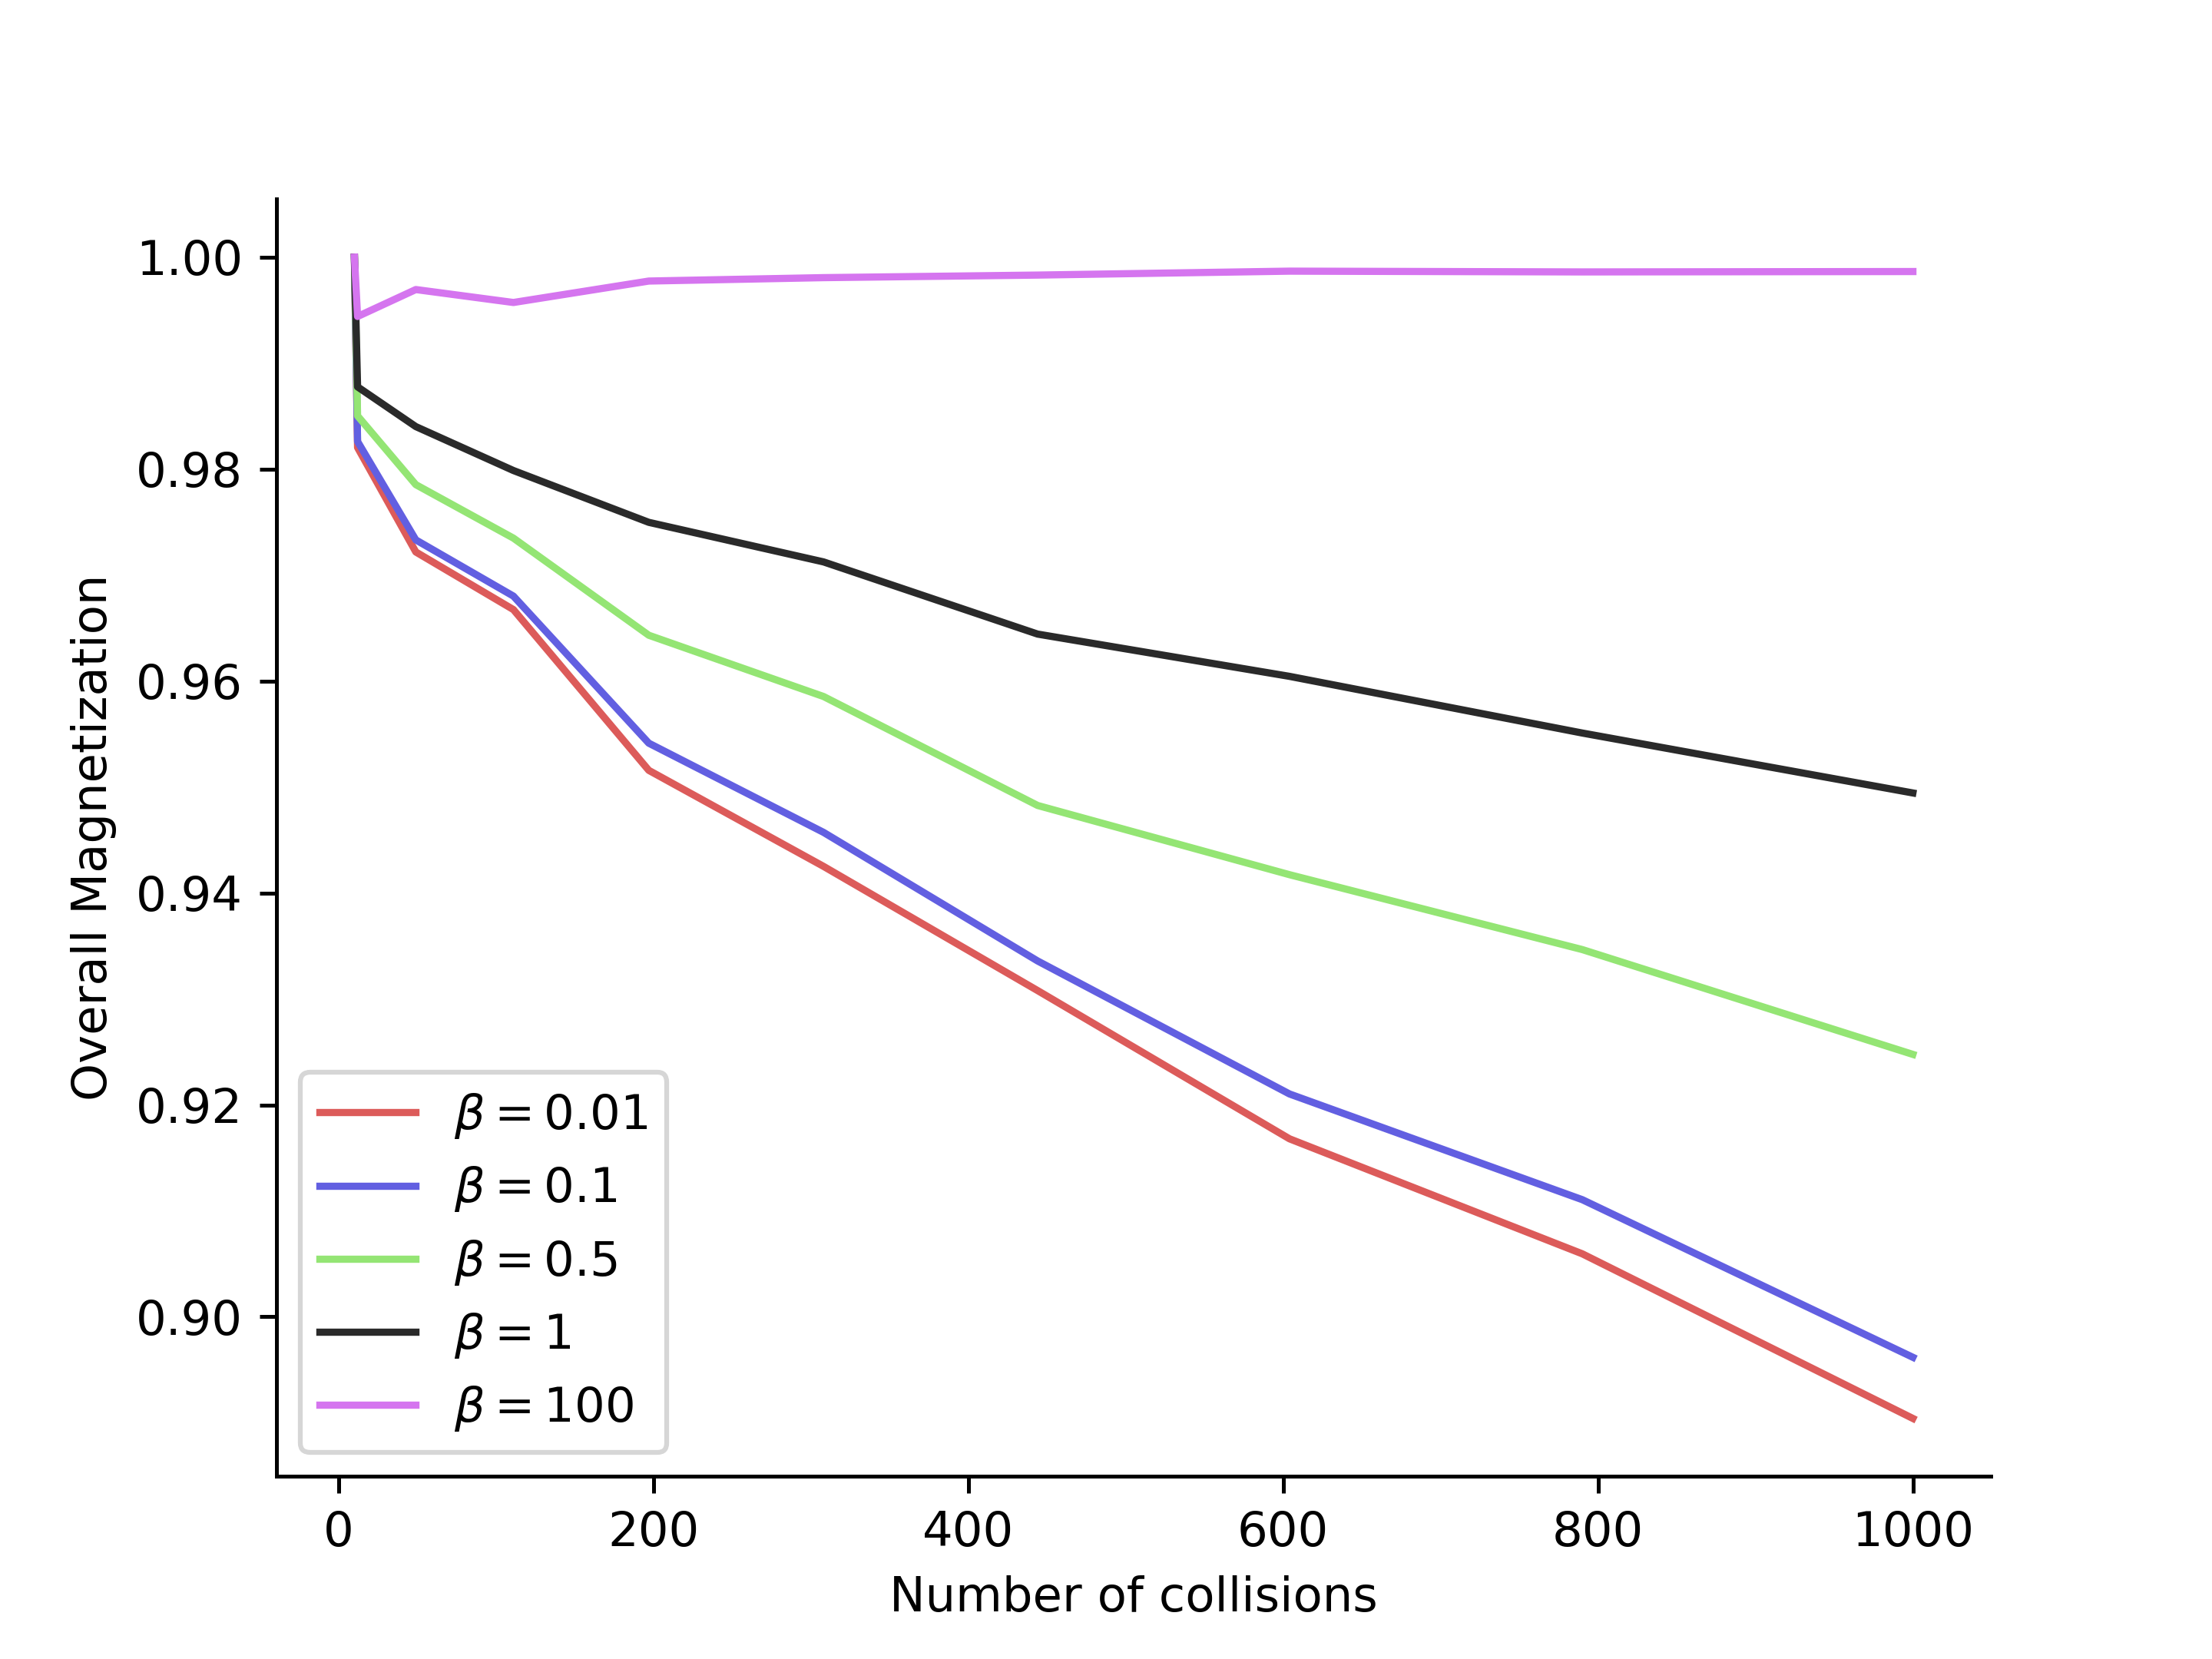 1.00
0.98
0.96
0.94
0.92
0.90
Overall Magnetization
β = 0.01
β = 0.1
β = 0.5
β = 1
β = 100
0 200 400 600 800 1000
Number of collisions